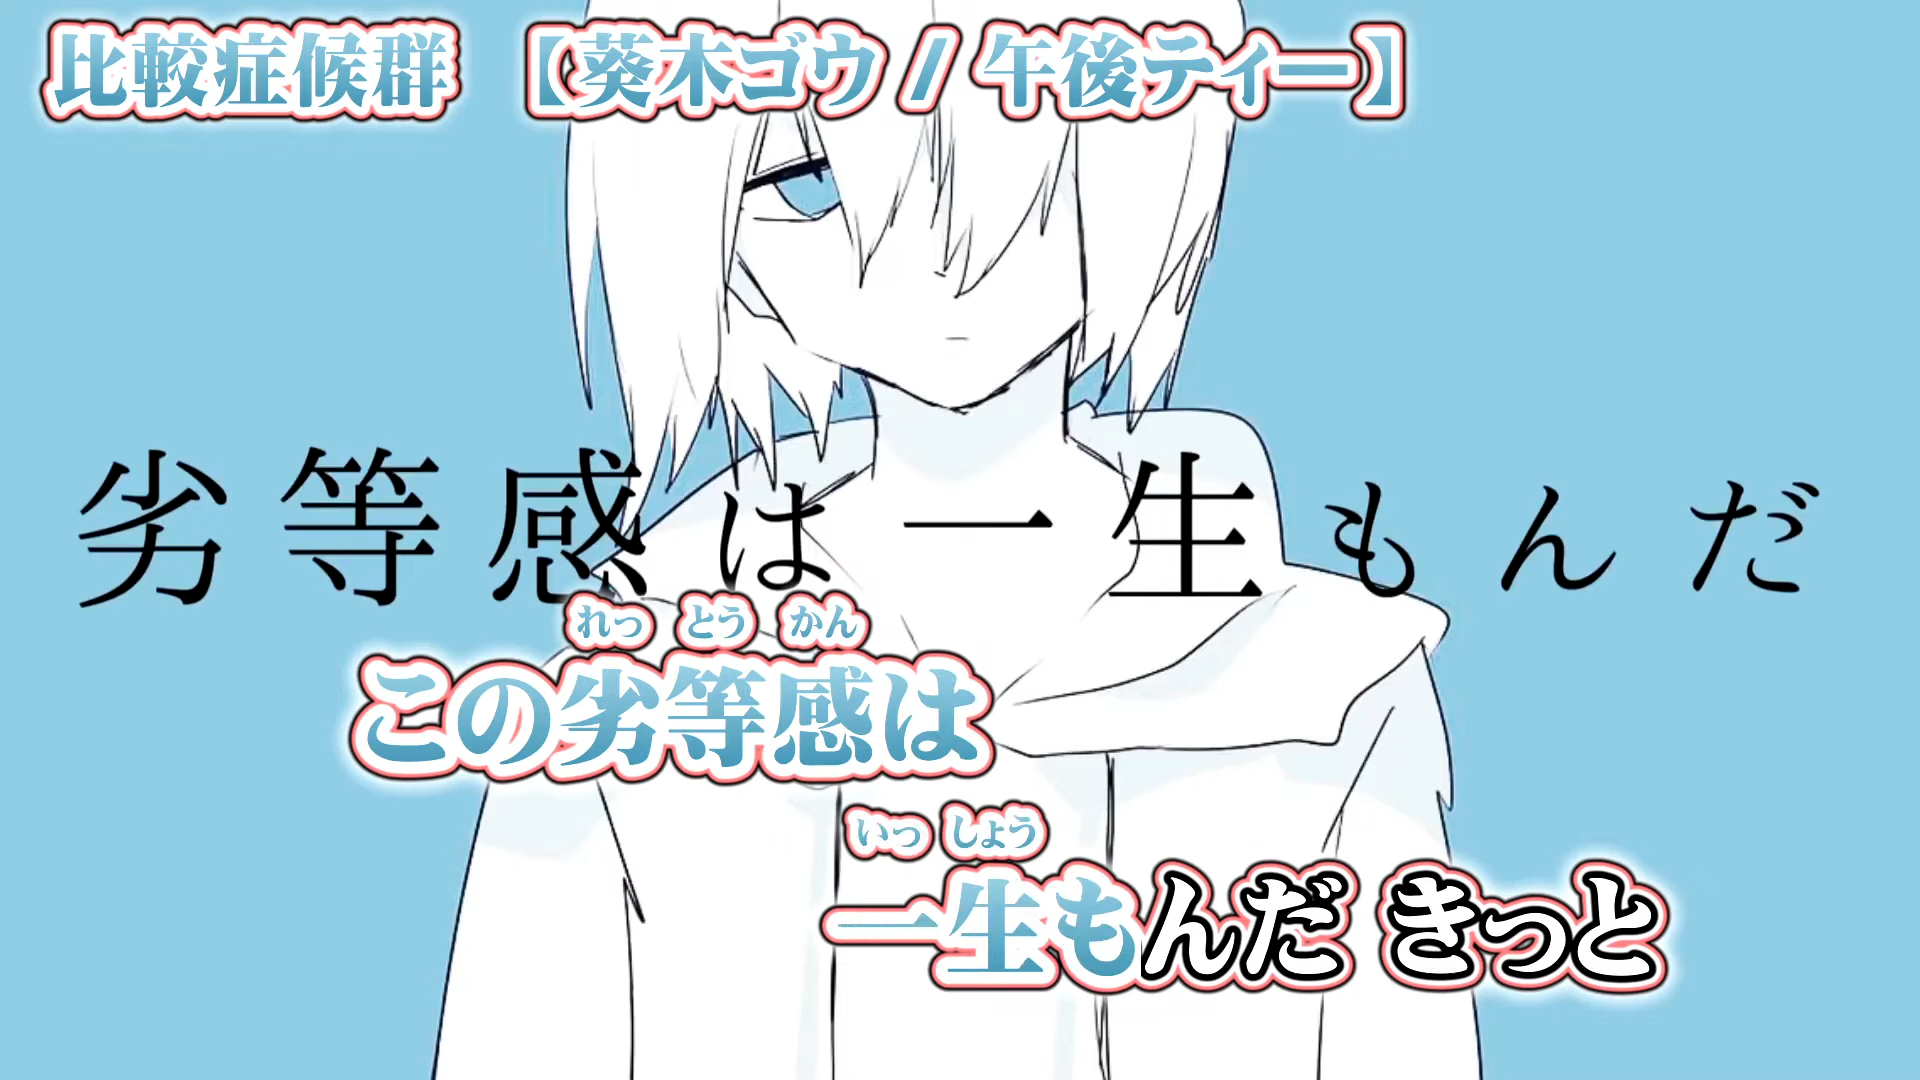 比較症候群 【葵木ゴウ / 午後ティー】
劣等感は一生もんだ
れっ とう かん
この劣等感は
いっ しょう
一生もんだ きっと